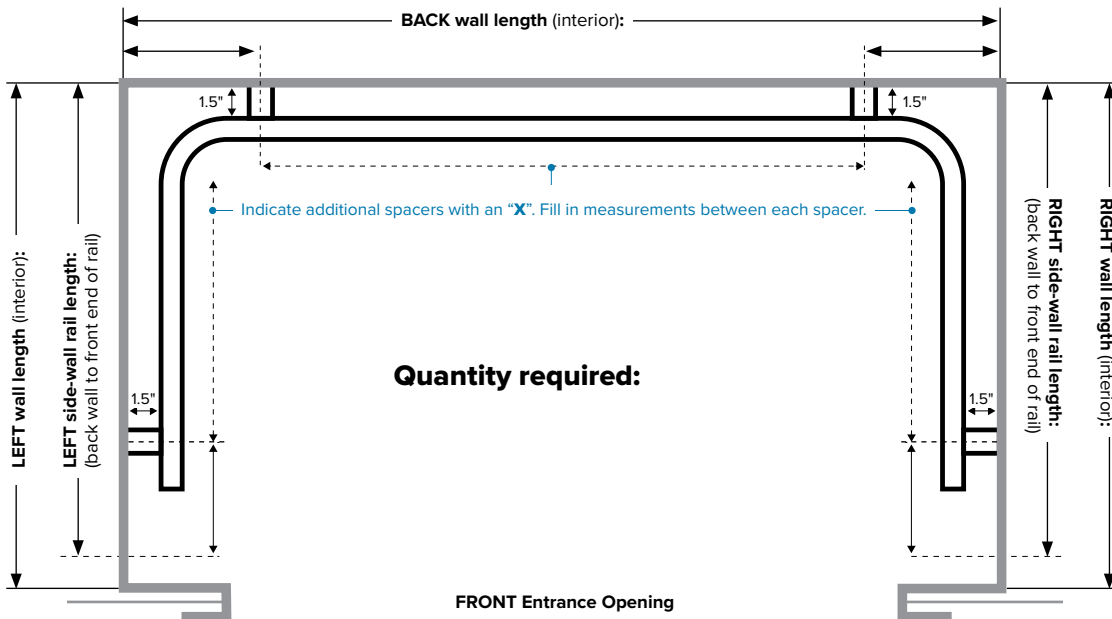 BACK wall length (interior):
1.5"
1.5"
Indicate additional spacers with an “X”. Fill in measurements between each spacer.
LEFT wall length (interior):
LEFT side-wall rail length:
(back wall to front end of rail)
RIGHT side-wall rail length:
(back wall to front end of rail)
RIGHT wall length (interior):
Quantity required:
1.5"
1.5"
FRONT Entrance Opening